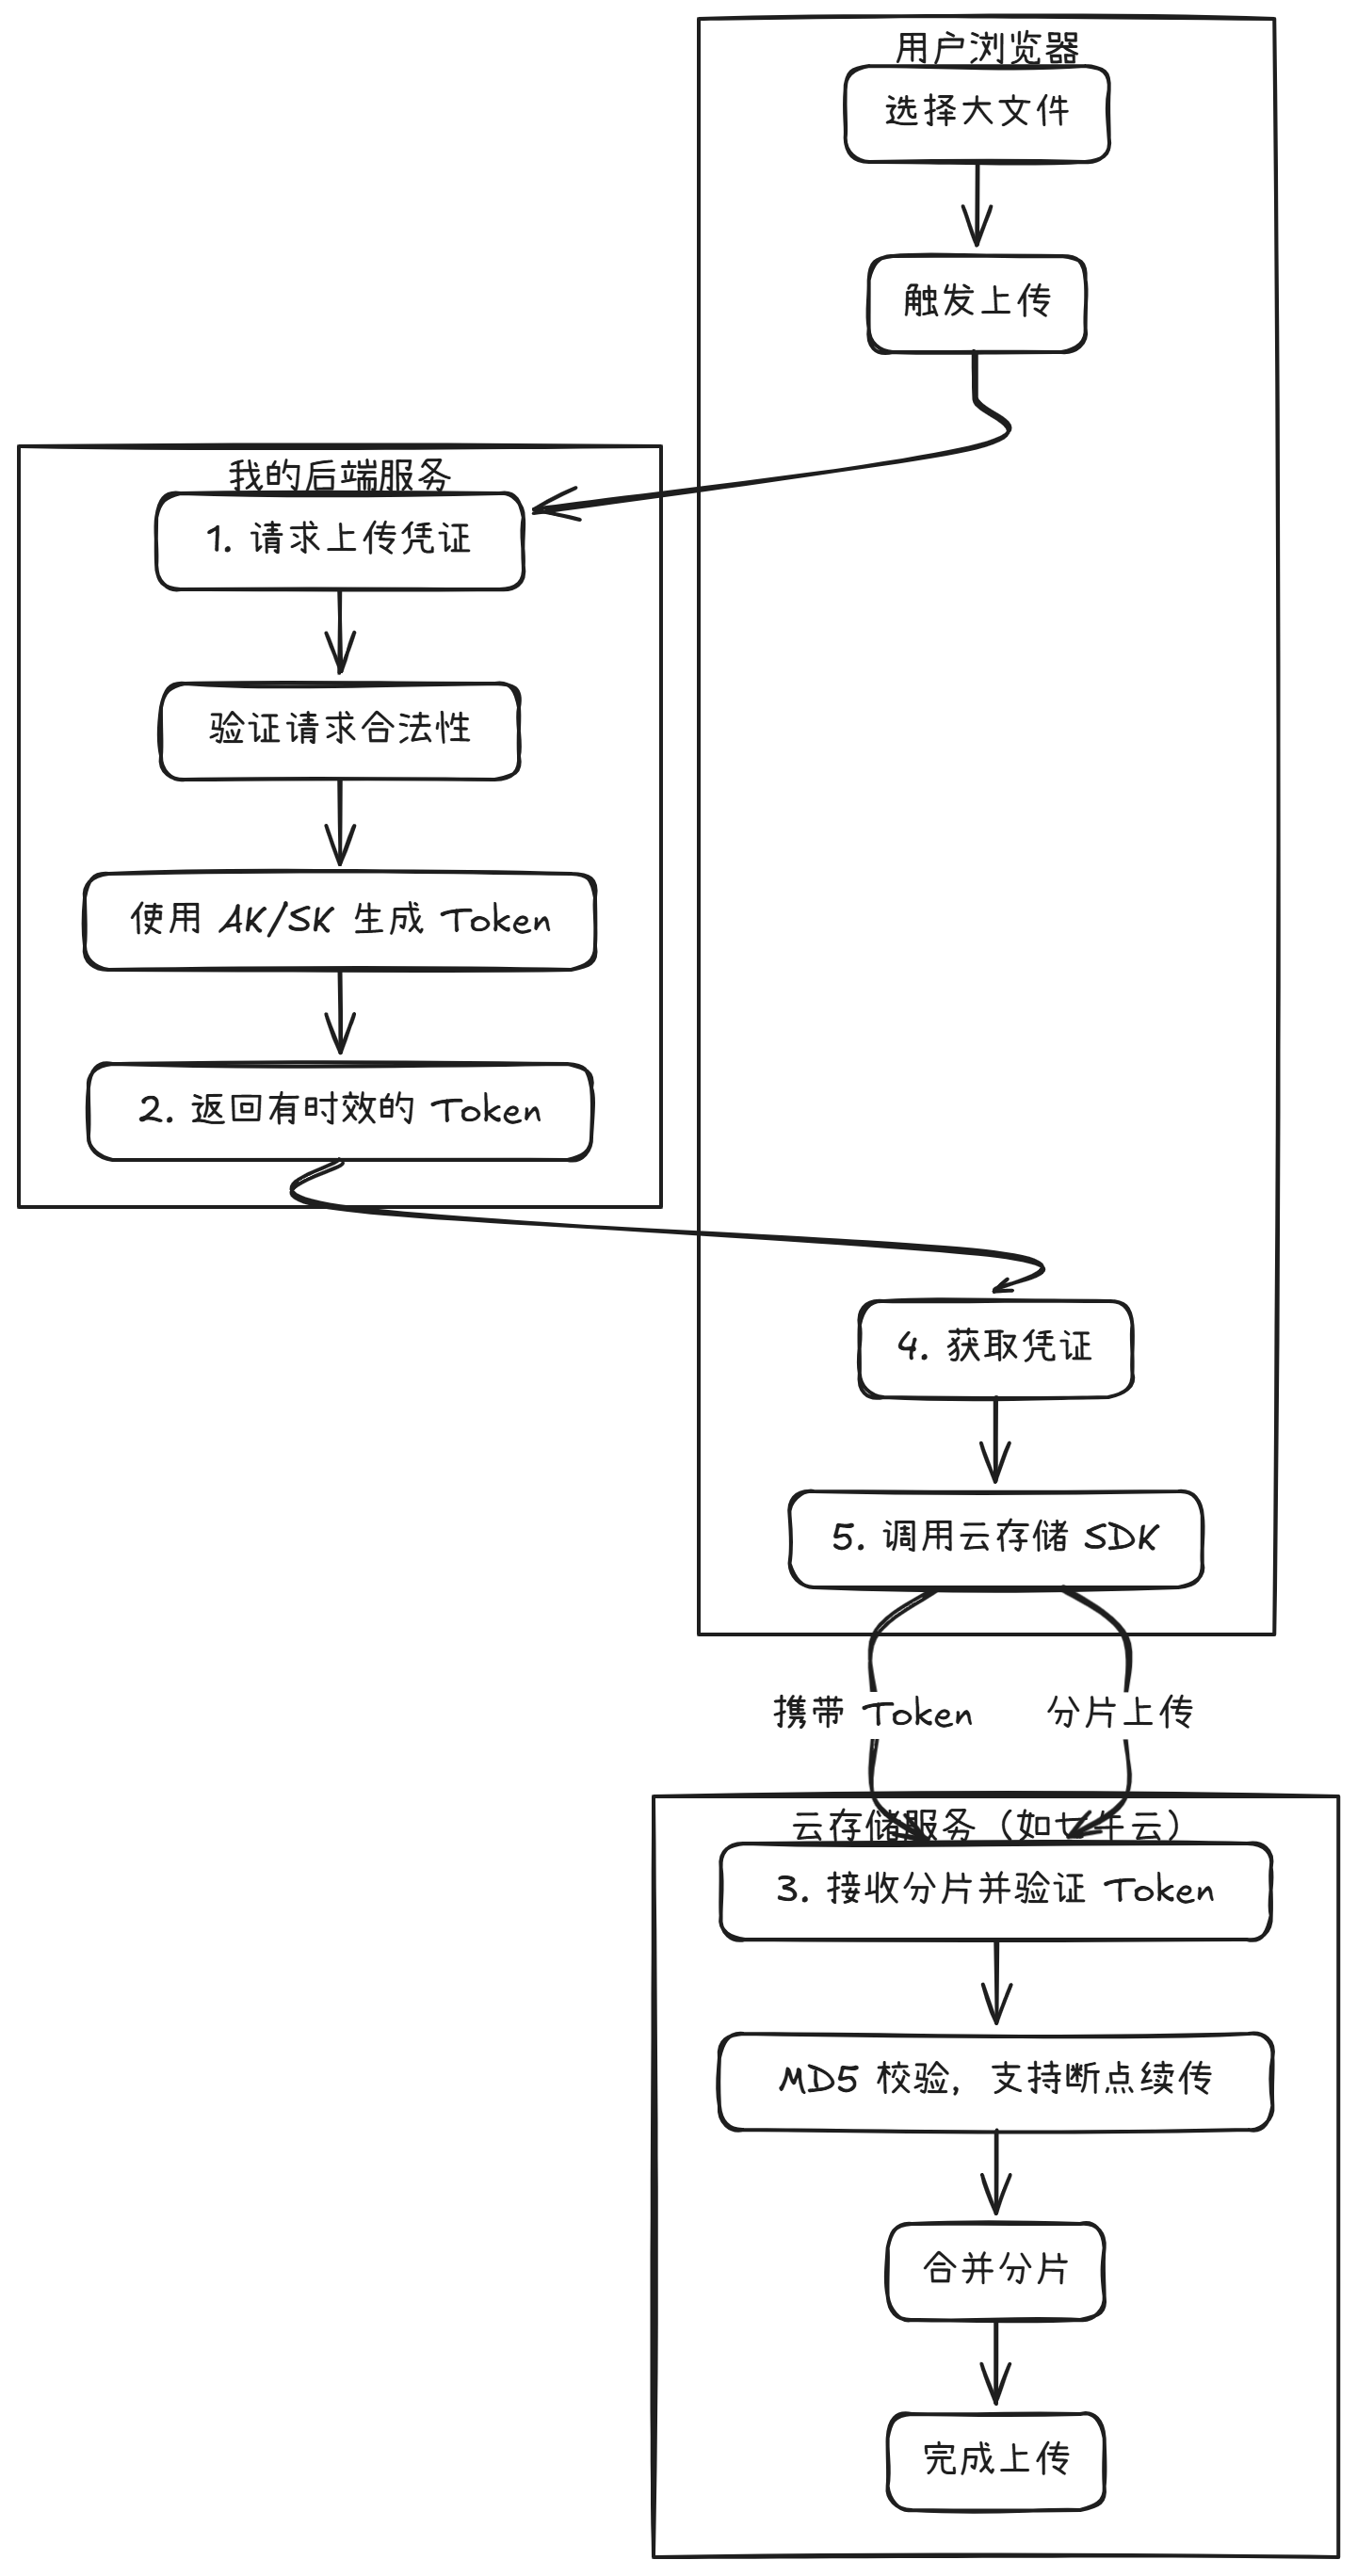 用户浏览器
选择大文件
触发上传
我的后端服务
1. 请求上传凭证
验证请求合法性
使用 AK/SK 生成 Token
2. 返回有时效的 Token
4. 获取凭证
5. 调用云存储 SDK
携带 Token
分片上传
云存储服务（如七牛云）
3. 接收分片并验证 Token
MD5 校验，支持断点续传
合并分片
完成上传